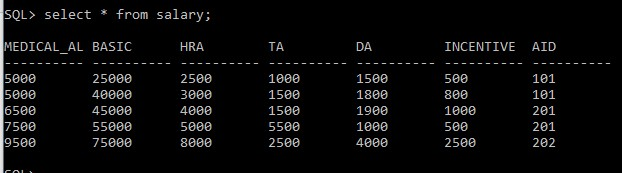 SQL> select * from salary;
MEDICAL_AL BASIC      HRA        TA         DA         INCENTIVE  AID
---------- ---------- ---------- ---------- ---------- ---------- ----------
5000       25000      2500       1000       1500       500        101
5000       40000      3000       1500       1800       800        101
6500       45000      4000       1500       1900       1000       201
7500       55000      5000       5500       1000       500        201
9500       75000      8000       2500       4000       2500       202
SQL>